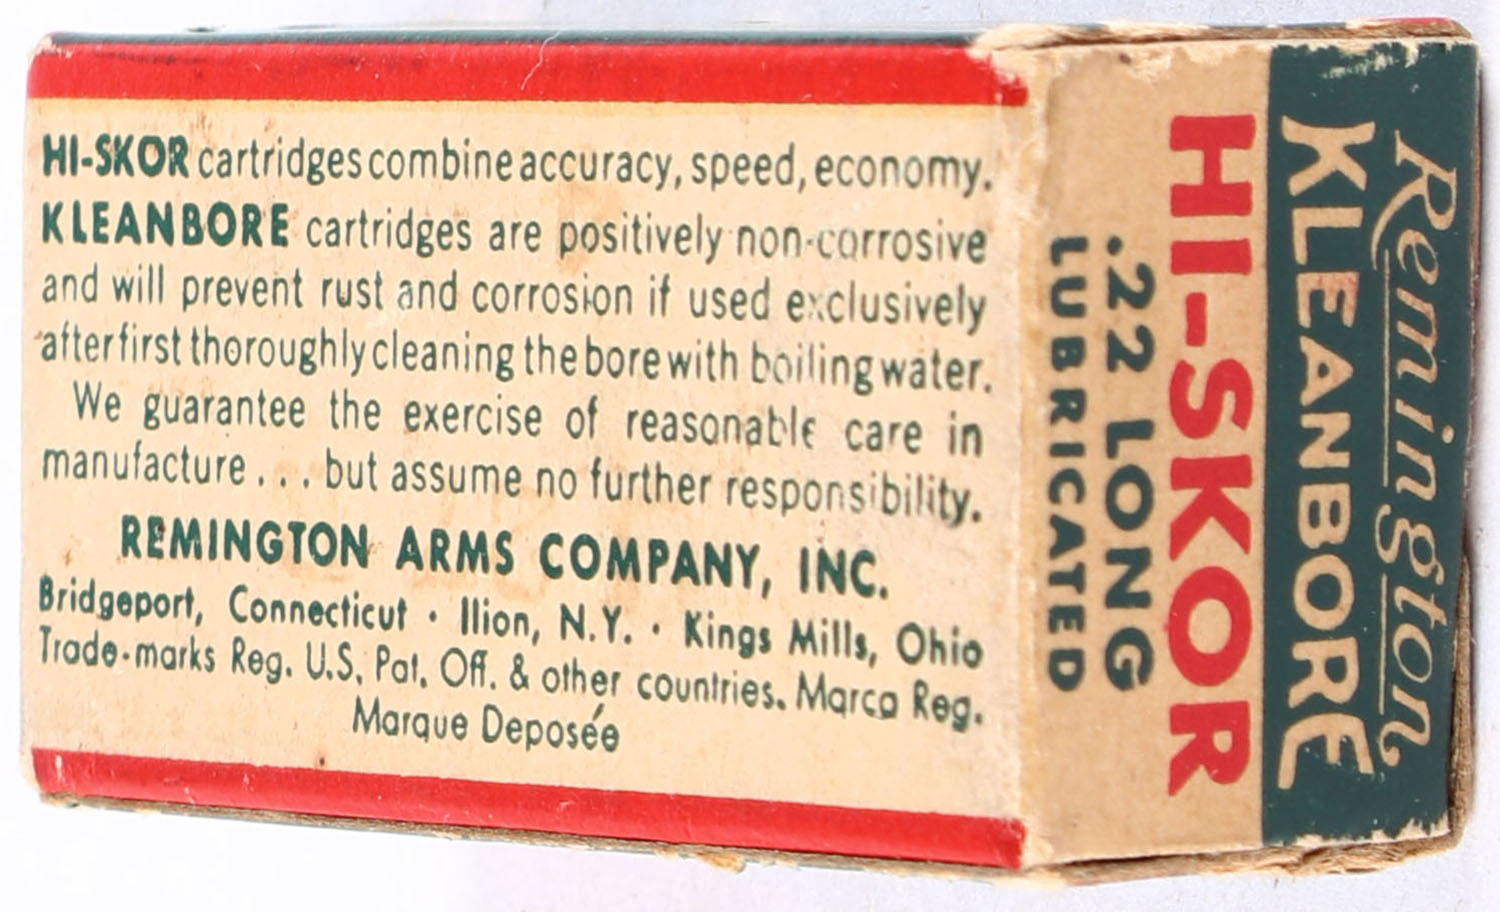 HI-SKOR cartridges combine accuracy, speed, economy.
KLEANBORE cartridges are positively non-corrosive
and will prevent rust and corrosion if used exclusively
after first thoroughly cleaning the bore with boiling water.
We guarantee the exercise of reasonable care in
manufacture . . . but assume no further responsibility.
REMINGTON ARMS COMPANY, INC.
Bridgeport, Connecticut · Ilion, N.Y. · Kings Mills, Ohio
Trade-marks Reg. U.S. Pat. Off. & other countries. Marca Reg.
Marque Deposée
Remington
KLEANBORE
HI-SKOR
.22 LONG
LUBRICATED